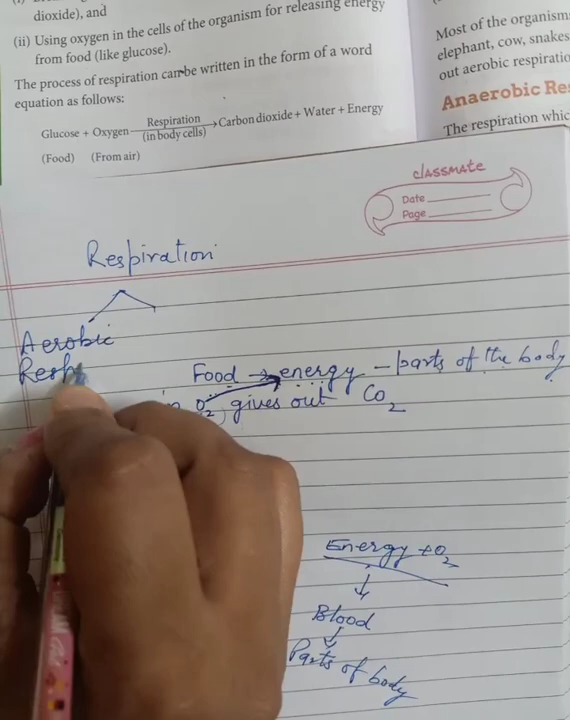 dioxide), and
(ii) Using oxygen in the cells of the organism for releasing energy
from food (like glucose).
The process of respiration can be written in the form of a word
equation as follows:
Glucose + Oxygen Respiration (in body cells) → Carbon dioxide + Water + Energy
(Food) (From air)
Most of the organism
elephant, cow, snakes
out aerobic respiratio
Anaerobic Res
The respiration whic
classmate
Date
Page
Respiration
Aerobic
Resp
Food → energy – parts of the body
O2, gives out CO2
Energy + O2
↓
Blood
↓
Parts of body